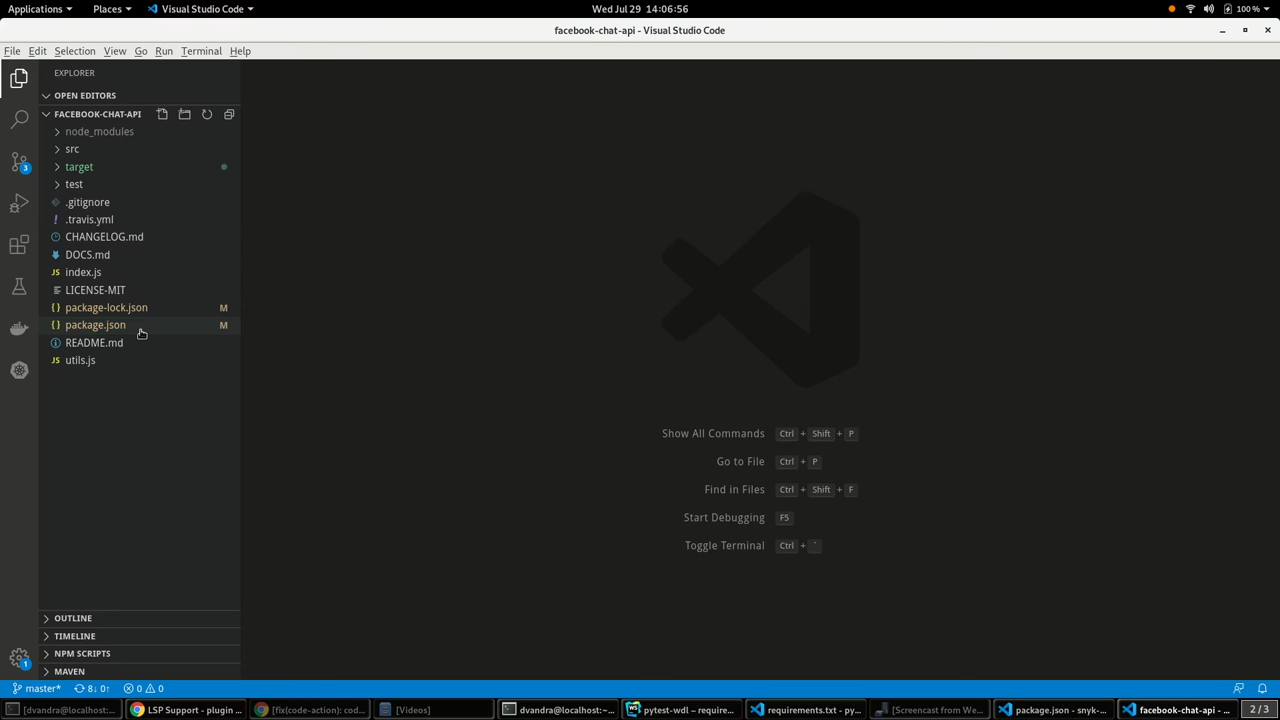 Applications Places Visual Studio Code Wed Jul 29 14:06:56 100 %
facebook-chat-api - Visual Studio Code
File Edit Selection View Go Run Terminal Help
EXPLORER
OPEN EDITORS
FACEBOOK-CHAT-API
node_modules
src
target
test
.gitignore
! .travis.yml
CHANGELOG.md
DOCS.md
JS index.js
LICENSE-MIT
{} package-lock.json M
{} package.json M
README.md
JS utils.js
3
Show All Commands Ctrl + Shift + P
Go to File Ctrl + P
Find in Files Ctrl + Shift + F
Start Debugging F5
Toggle Terminal Ctrl + `
OUTLINE
TIMELINE
NPM SCRIPTS
1
MAVEN
master* 8↓ 0↑ 0 0
[dvandra@localhost:~... LSP Support - plugin ... [fix(code-action): cod... [Videos] dvandra@localhost:~... pytest-wdl – require... requirements.txt - py... [Screencast from We... package.json - snyk-... facebook-chat-api - ... 2 / 3